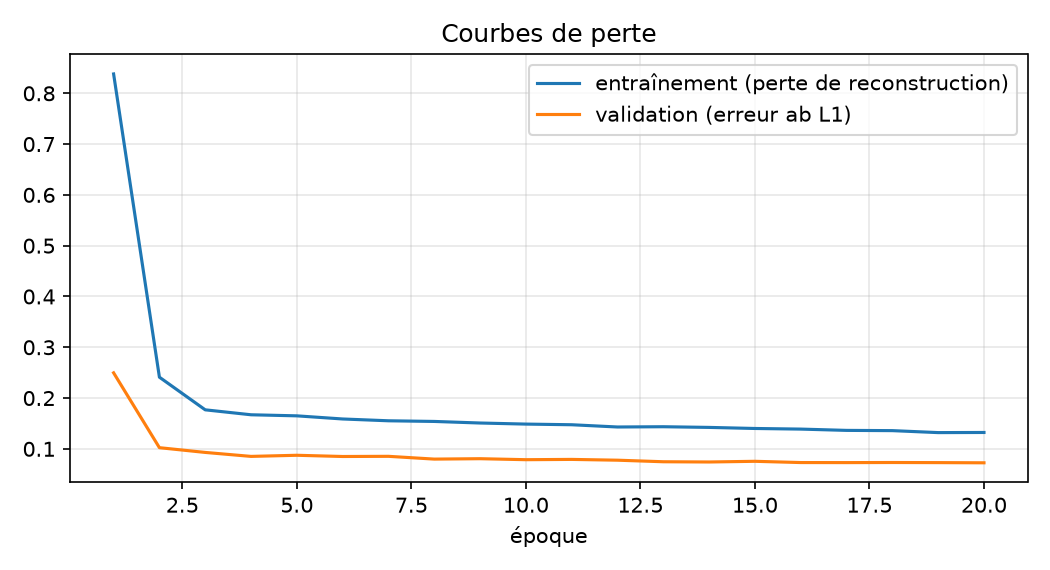 Courbes de perte
entraînement (perte de reconstruction)
validation (erreur ab L1)
0.8
0.7
0.6
0.5
0.4
0.3
0.2
0.1
2.5 5.0 7.5 10.0 12.5 15.0 17.5 20.0
époque